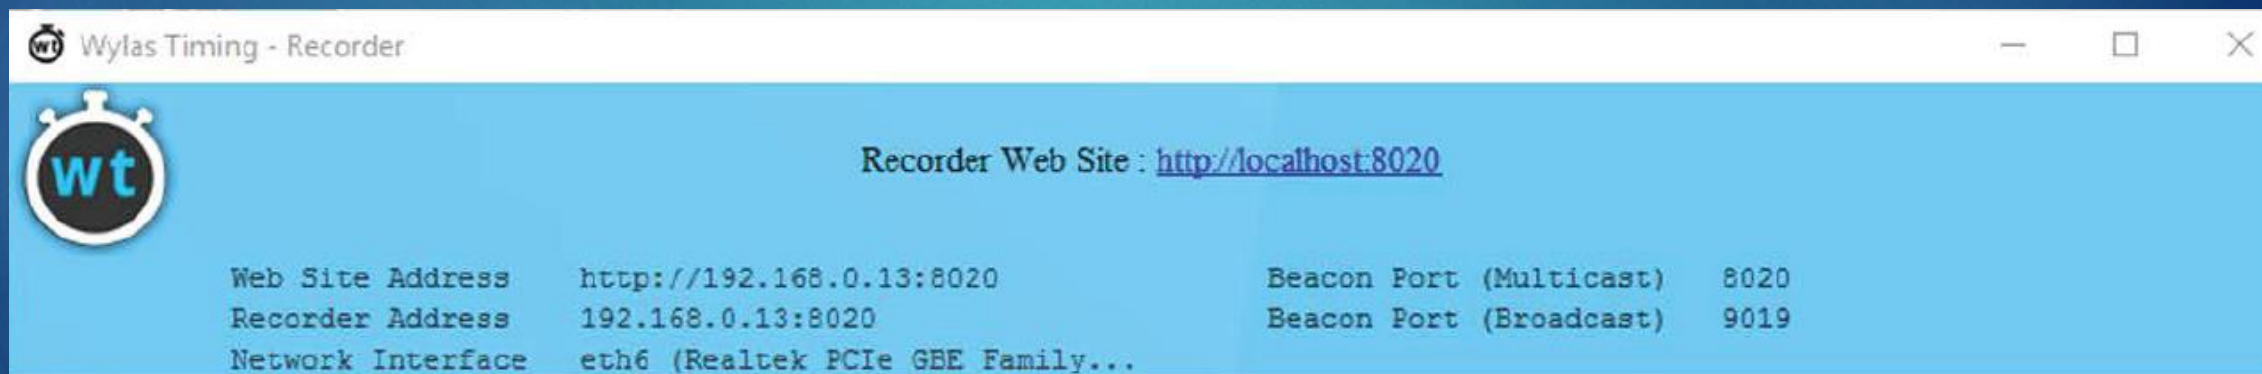 wt Wylas Timing - Recorder
wt
Recorder Web Site : http://localhost:8020
Web Site Address http://192.168.0.13:8020 Beacon Port (Multicast) 8020
Recorder Address 192.168.0.13:8020 Beacon Port (Broadcast) 9019
Network Interface eth6 (Realtek PCIe GBE Family...